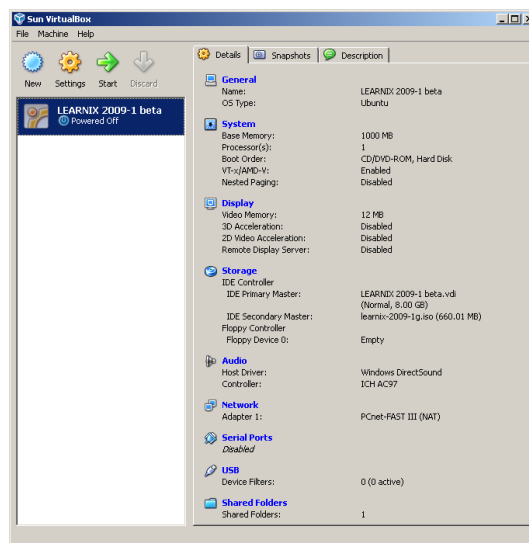 Sun VirtualBox
File Machine Help
New Settings Start Discard
LEARNIX 2009-1 beta
Powered Off
Details Snapshots Description
General
Name: LEARNIX 2009-1 beta
OS Type: Ubuntu
System
Base Memory: 1000 MB
Processor(s): 1
Boot Order: CD/DVD-ROM, Hard Disk
VT-x/AMD-V: Enabled
Nested Paging: Disabled
Display
Video Memory: 12 MB
3D Acceleration: Disabled
2D Video Acceleration: Disabled
Remote Display Server: Disabled
Storage
IDE Controller
IDE Primary Master: LEARNIX 2009-1 beta.vdi
(Normal, 8.00 GB)
IDE Secondary Master: learnix-2009-1g.iso (660.01 MB)
Floppy Controller
Floppy Device 0: Empty
Audio
Host Driver: Windows DirectSound
Controller: ICH AC97
Network
Adapter 1: PCnet-FAST III (NAT)
Serial Ports
Disabled
USB
Device Filters: 0 (0 active)
Shared Folders
Shared Folders: 1